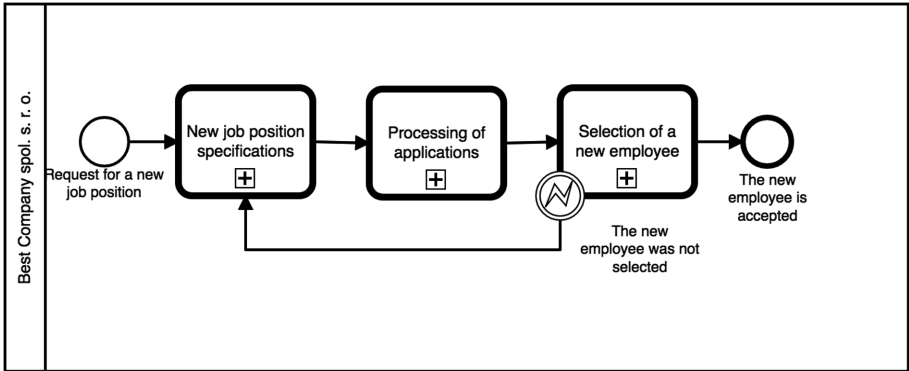 Best Company spol. s. r. o.
Request for a new
job position
New job position
specifications
Processing of
applications
Selection of a
new employee
The new
employee was not
selected
The new
employee is
accepted